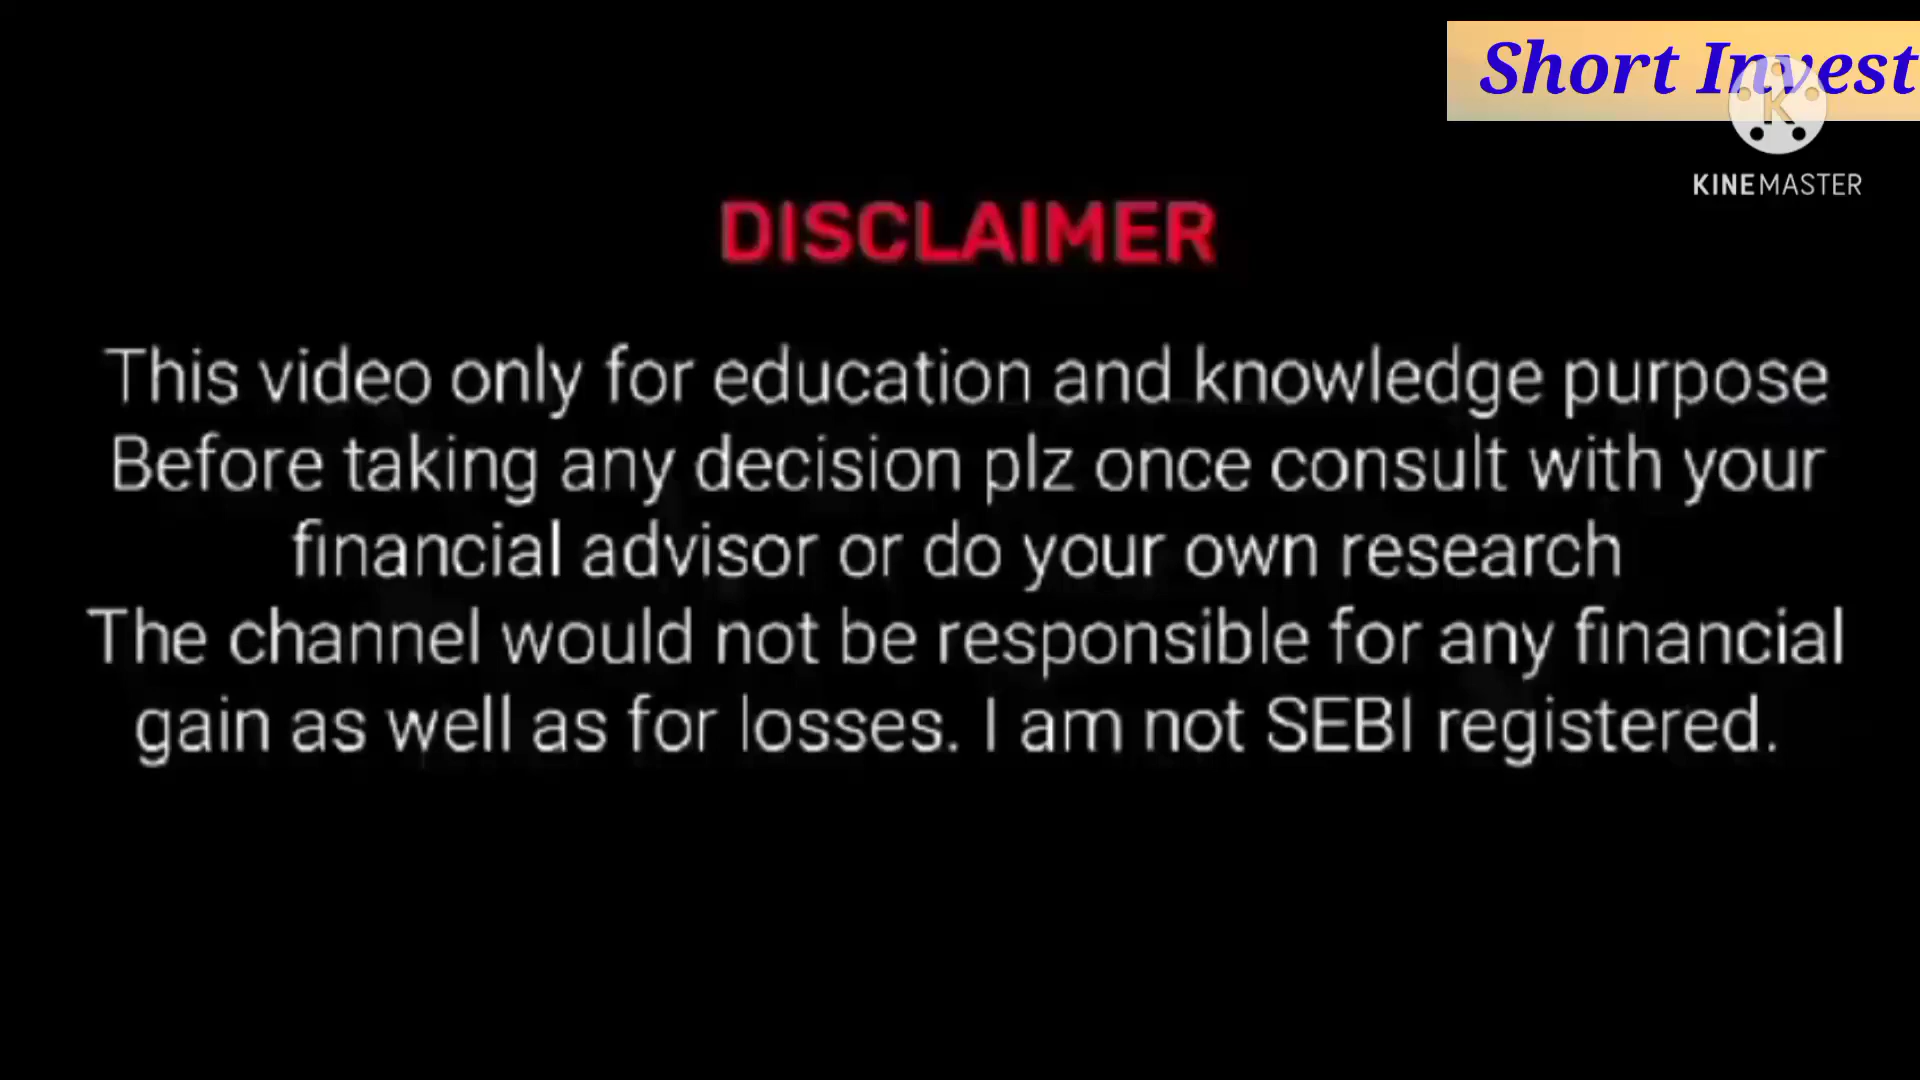 Short Invest
K
KINEMASTER
DISCLAIMER
This video only for education and knowledge purpose
Before taking any decision plz once consult with your
financial advisor or do your own research
The channel would not be responsible for any financial
gain as well as for losses. I am not SEBI registered.